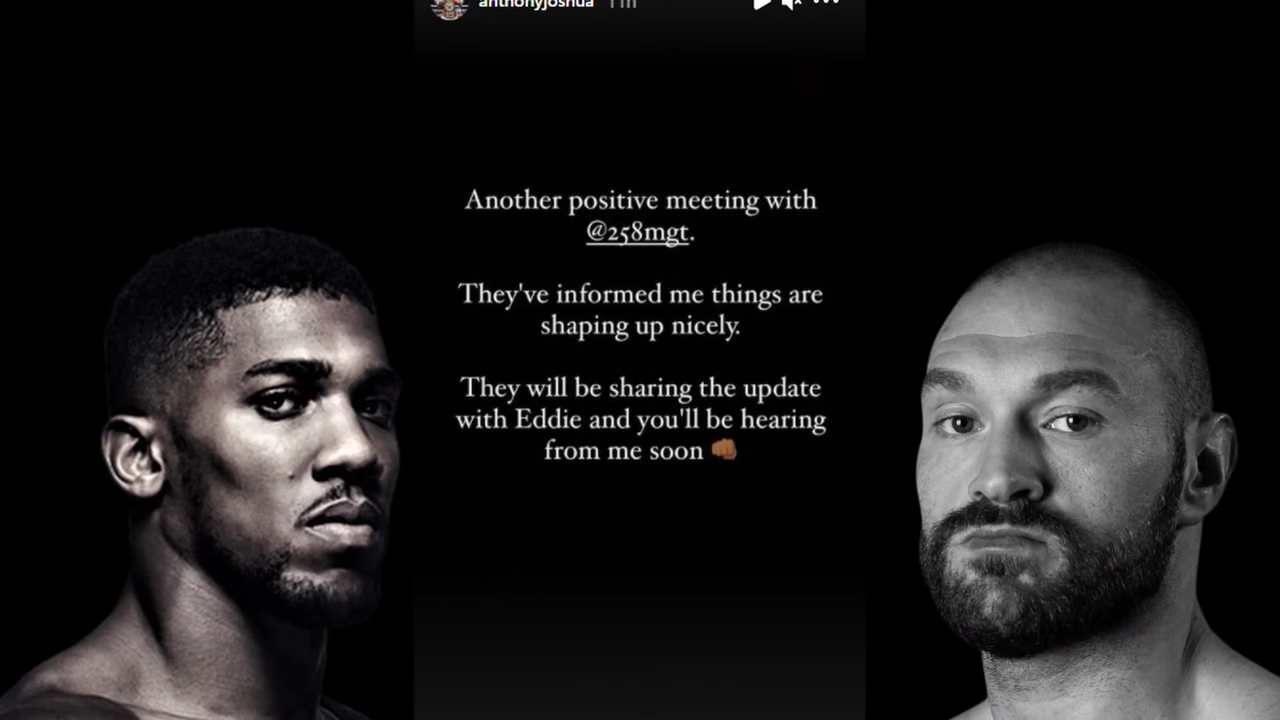 anthonyjoshua 11h
Another positive meeting with
@258mgt.
They've informed me things are
shaping up nicely.
They will be sharing the update
with Eddie and you'll be hearing
from me soon 👊🏾